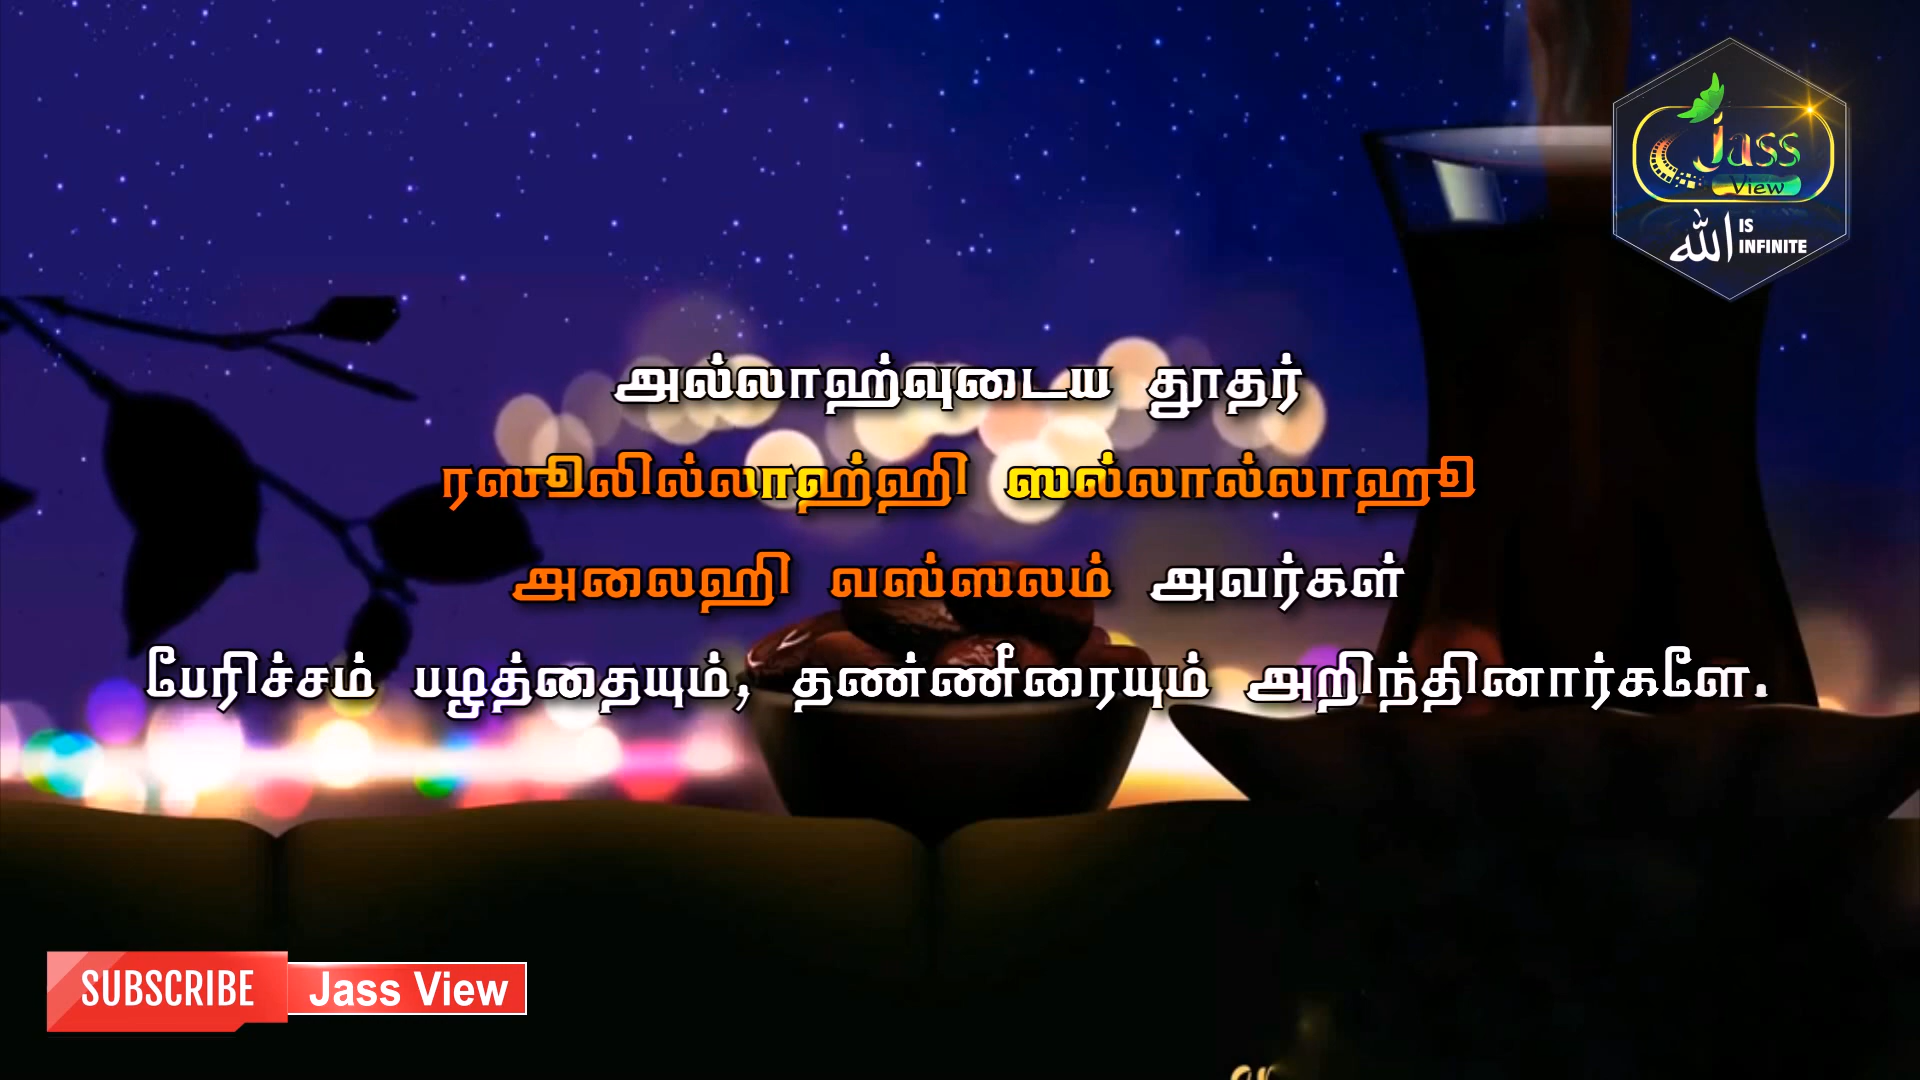 Jass
View
الله IS INFINITE
அல்லாஹ்வுடைய தூதர்
ரஸூலில்லாஹ்ஹி ஸல்லால்லாஹூ
அலைஹி வஸ்ஸலம் அவர்கள்
பேரிச்சம் பழத்தையும், தண்ணீரையும் அறிந்தினார்களே.
SUBSCRIBE Jass View